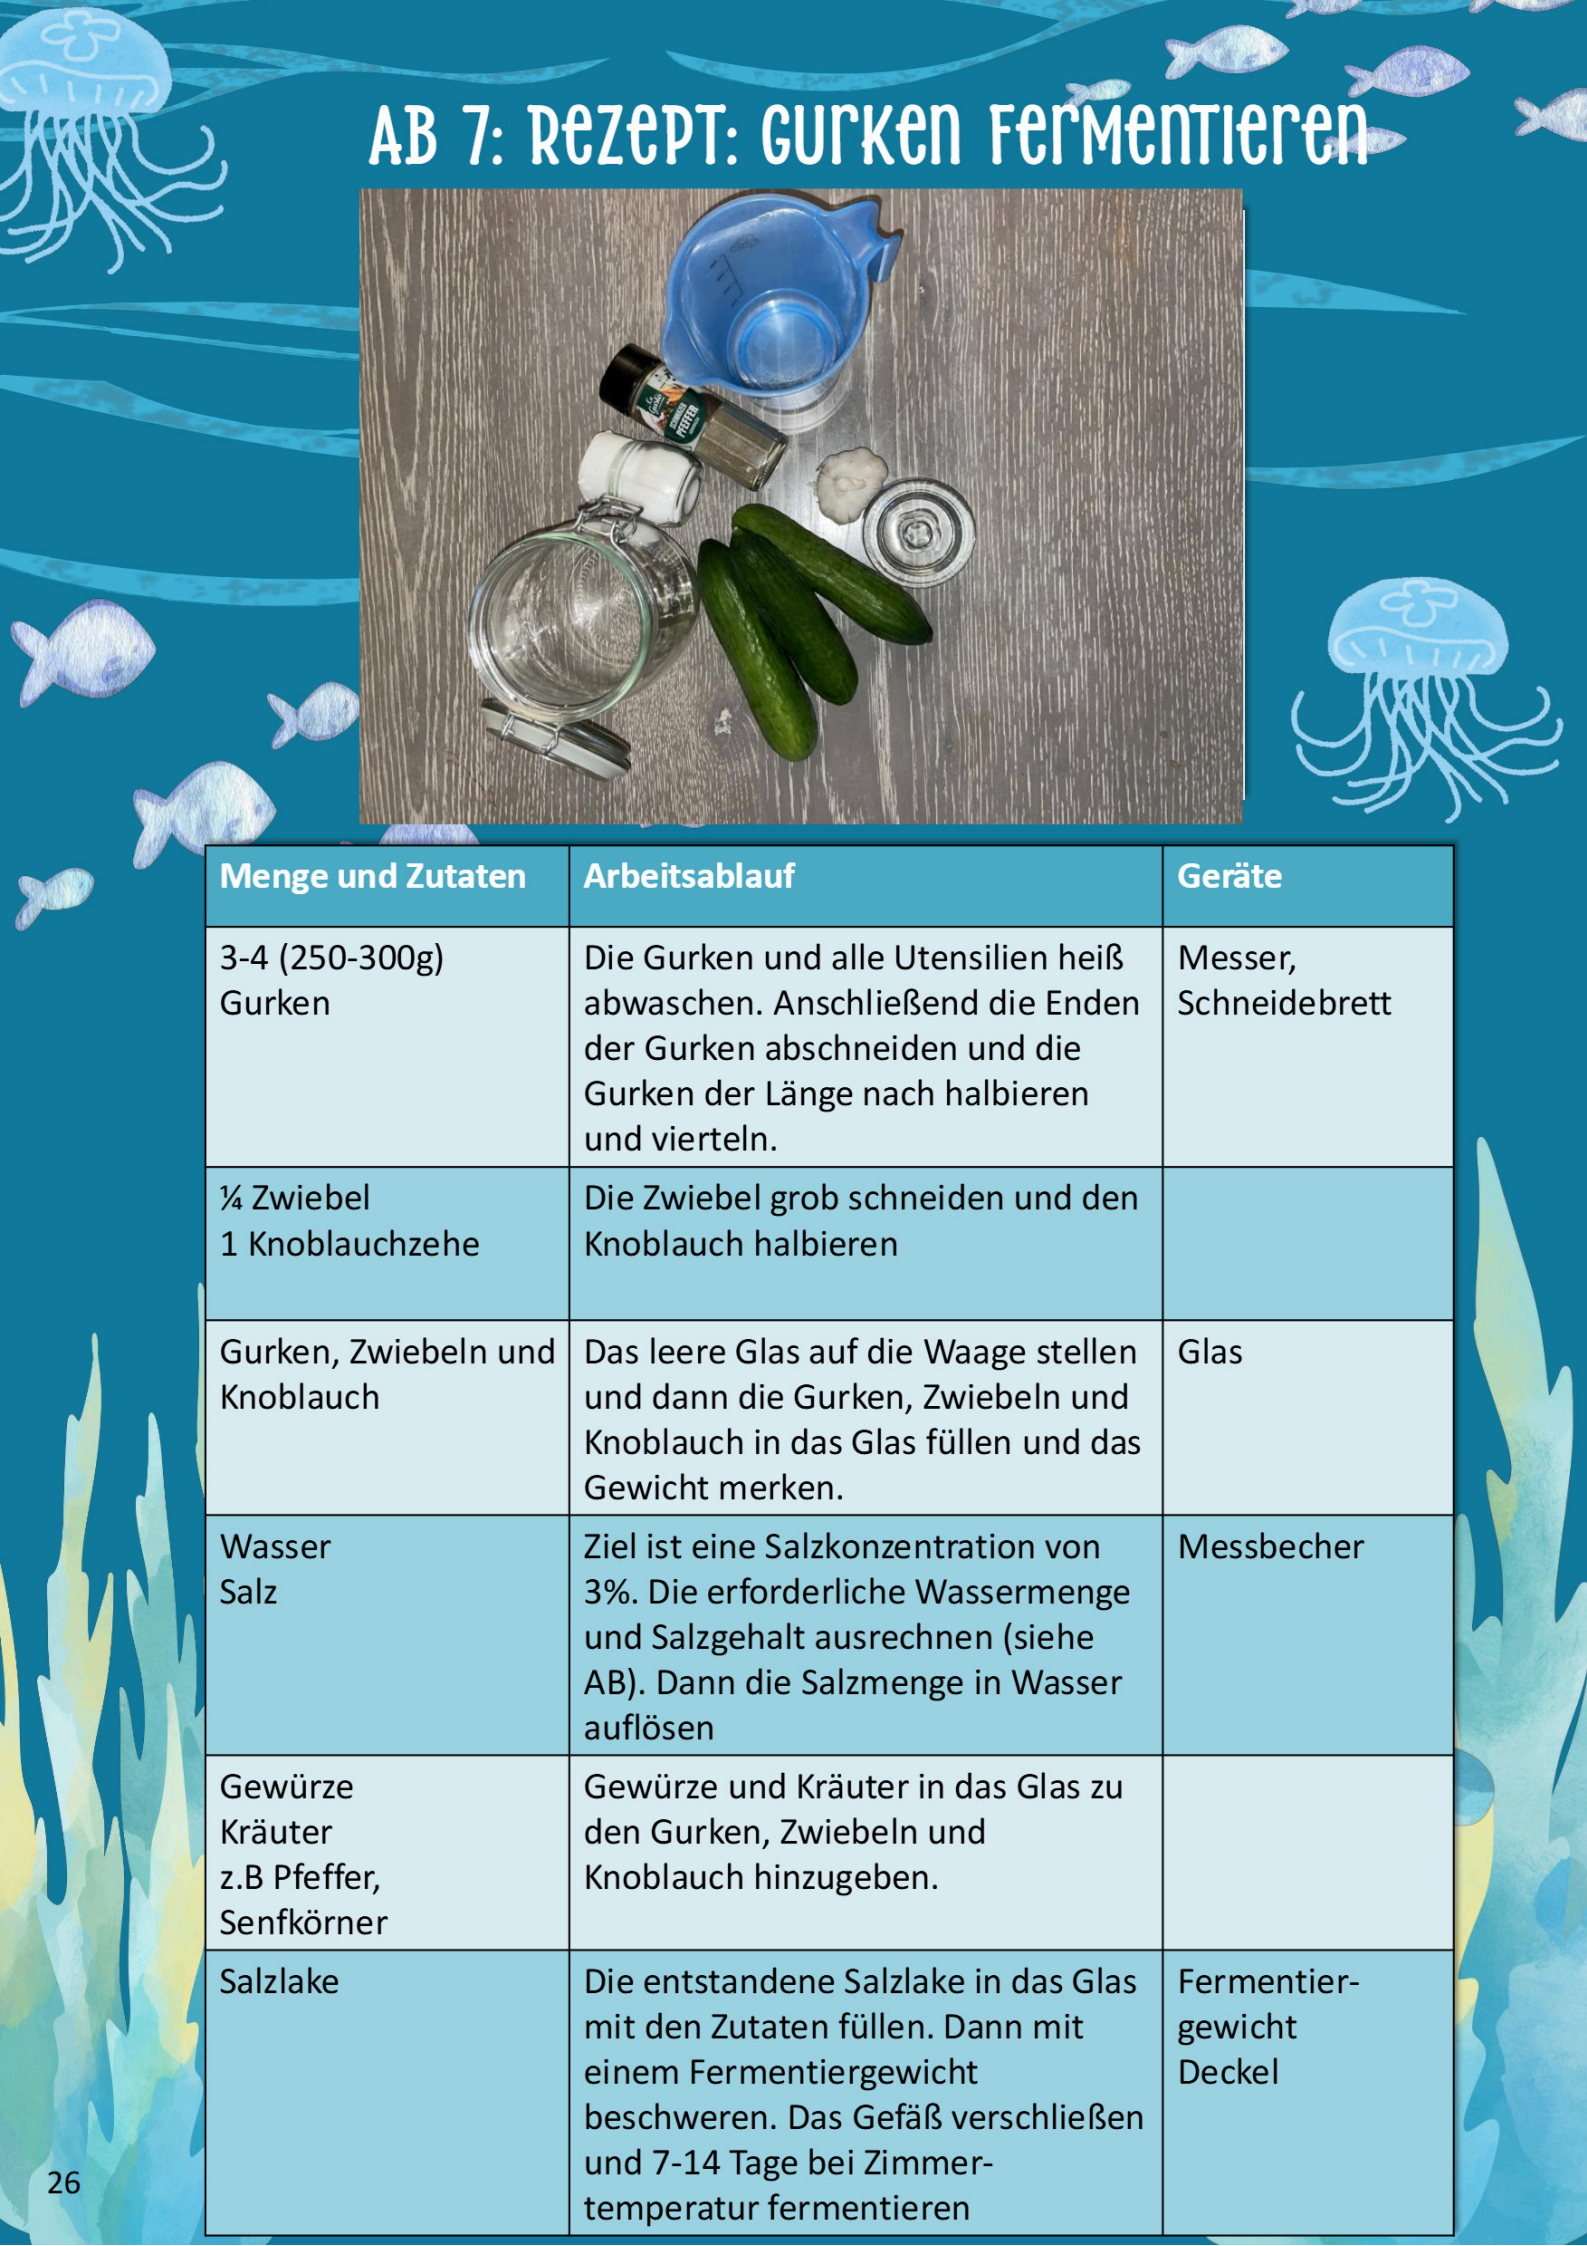 AB 7: Rezept: Gurken fermentieren
SCHWARZER
PFEFFER
Menge und Zutaten
Arbeitsablauf
Geräte
3-4 (250-300g)
Gurken
Die Gurken und alle Utensilien heiß
abwaschen. Anschließend die Enden
der Gurken abschneiden und die
Gurken der Länge nach halbieren
und vierteln.
Messer,
Schneidebrett
¼ Zwiebel
1 Knoblauchzehe
Die Zwiebel grob schneiden und den
Knoblauch halbieren
Gurken, Zwiebeln und
Knoblauch
Das leere Glas auf die Waage stellen
und dann die Gurken, Zwiebeln und
Knoblauch in das Glas füllen und das
Gewicht merken.
Glas
Wasser
Salz
Ziel ist eine Salzkonzentration von
3%. Die erforderliche Wassermenge
und Salzgehalt ausrechnen (siehe
AB). Dann die Salzmenge in Wasser
auflösen
Messbecher
Gewürze
Kräuter
z.B Pfeffer,
Senfkörner
Gewürze und Kräuter in das Glas zu
den Gurken, Zwiebeln und
Knoblauch hinzugeben.
Salzlake
Die entstandene Salzlake in das Glas
mit den Zutaten füllen. Dann mit
einem Fermentiergewicht
beschweren. Das Gefäß verschließen
und 7-14 Tage bei Zimmer-
temperatur fermentieren
Fermentier-
gewicht
Deckel
26